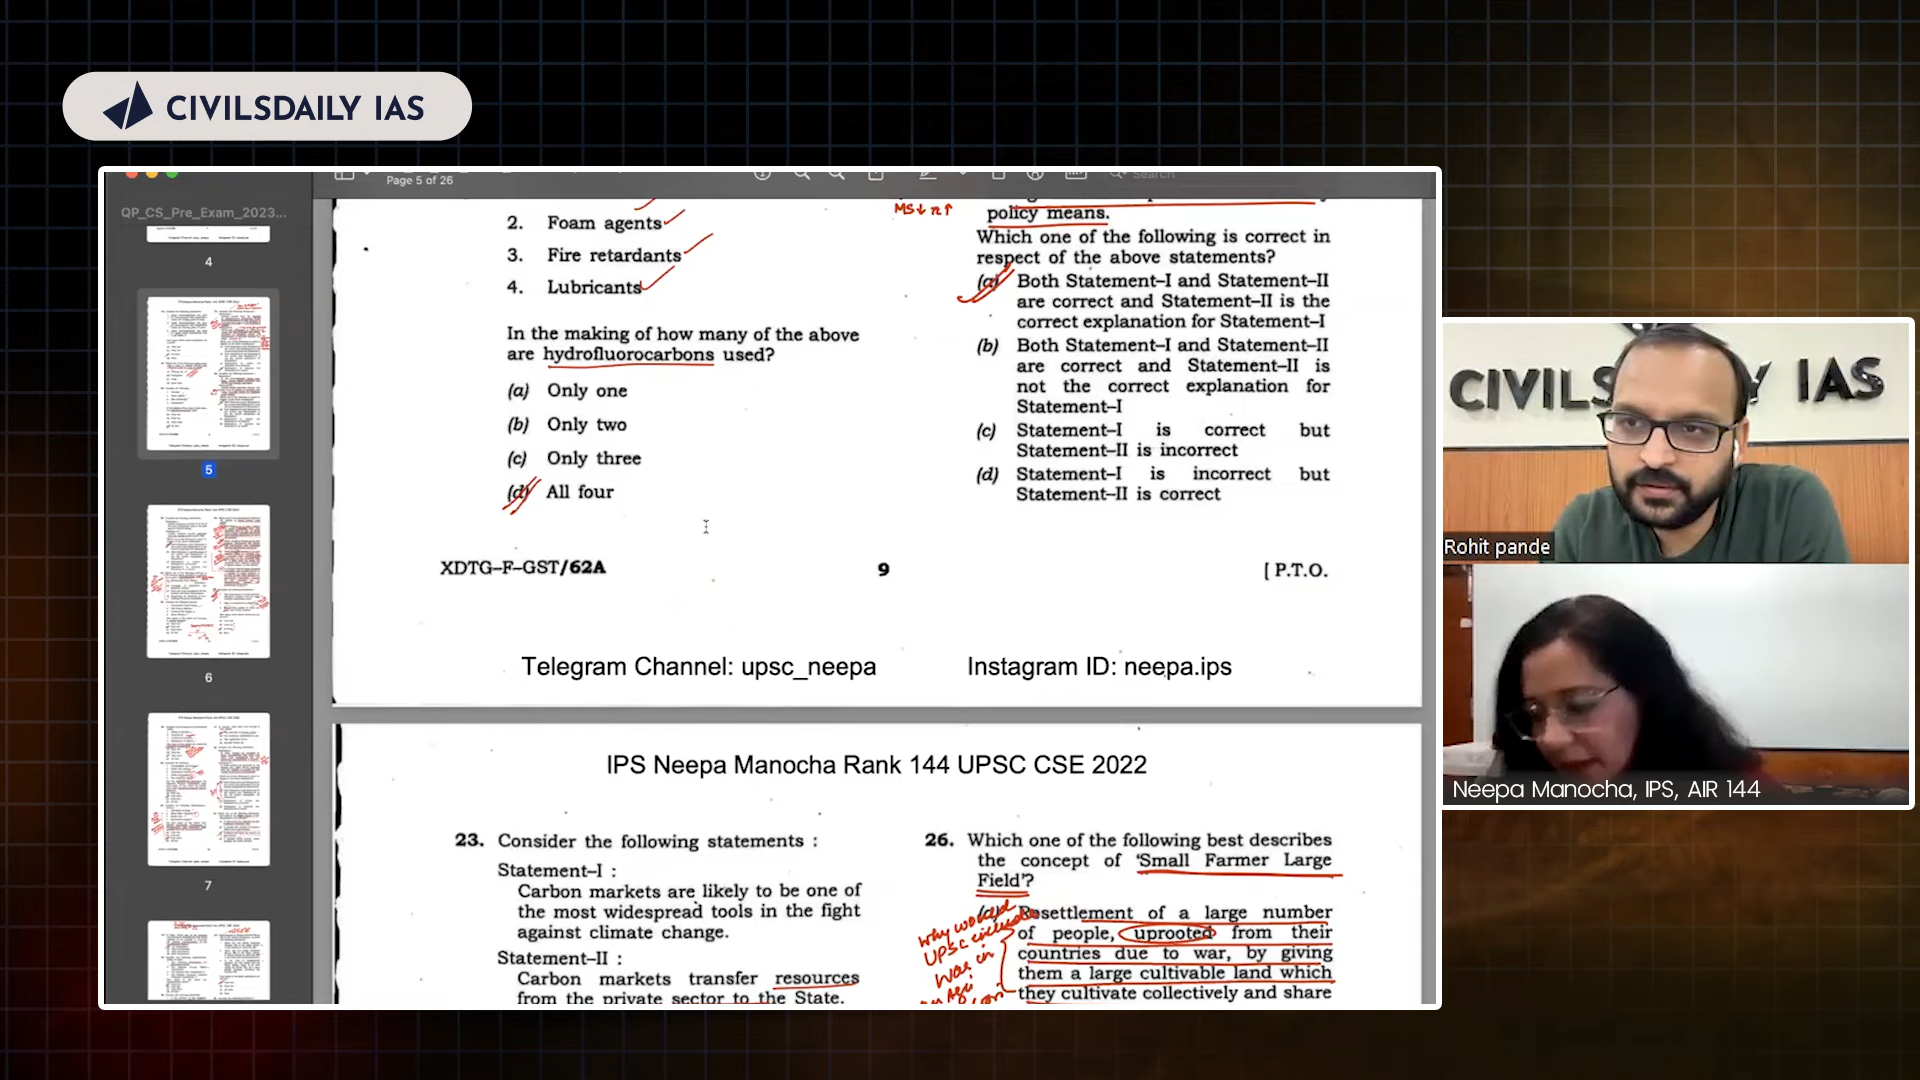 CIVILSDAILY IAS
Page 5 of 26
Search
QP_CS_Pre_Exam_2023...
4
5
6
7
2. Foam agents
3. Fire retardants
4. Lubricants
In the making of how many of the above
are hydrofluorocarbons used?
(a) Only one
(b) Only two
(c) Only three
(d) All four
MS↓ r↑
policy means.
Which one of the following is correct in
respect of the above statements?
(a) Both Statement–I and Statement–II
are correct and Statement–II is the
correct explanation for Statement–I
(b) Both Statement–I and Statement–II
are correct and Statement–II is
not the correct explanation for
Statement–I
(c) Statement–I is correct but
Statement–II is incorrect
(d) Statement–I is incorrect but
Statement–II is correct
XDTG–F–GST/62A
9
[ P.T.O.
Telegram Channel: upsc_neepa
Instagram ID: neepa.ips
IPS Neepa Manocha Rank 144 UPSC CSE 2022
23. Consider the following statements :
Statement–I :
Carbon markets are likely to be one of
the most widespread tools in the fight
against climate change.
Statement–II :
Carbon markets transfer resources
from the private sector to the State.
26. Which one of the following best describes
the concept of ‘Small Farmer Large
Field’?
(a) Resettlement of a large number
of people, uprooted from their
countries due to war, by giving
them a large cultivable land which
they cultivate collectively and share
why would
UPSC include
war in
CIVILSDAILY IAS
Rohit pande
Neepa Manocha, IPS, AIR 144